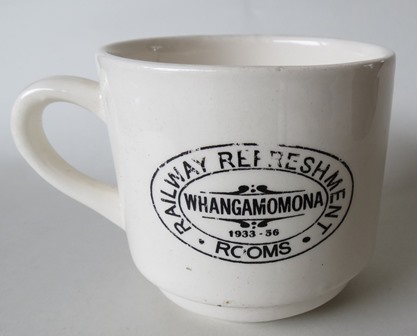 RAILWAY REFRESHMENT
WHANGAMOMONA
1933 - 56
• ROOMS •